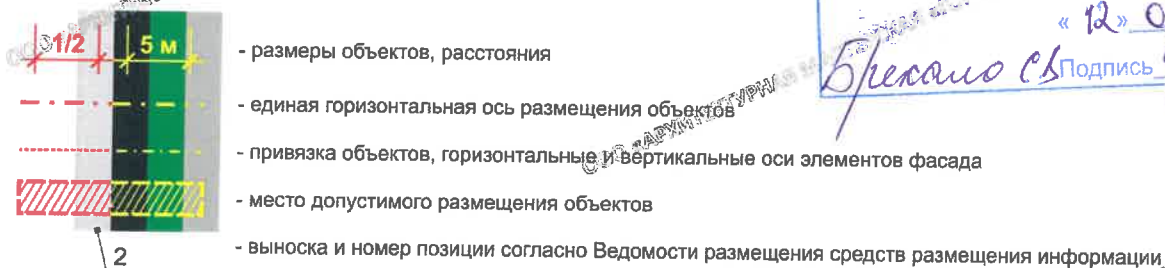 « 12 »
Подпись
1/2
5 м
- размеры объектов, расстояния
- единая горизонтальная ось размещения объектов
- привязка объектов, горизонтальные и вертикальные оси элементов фасада
- место допустимого размещения объектов
2
- выноска и номер позиции согласно Ведомости размещения средств размещения информации